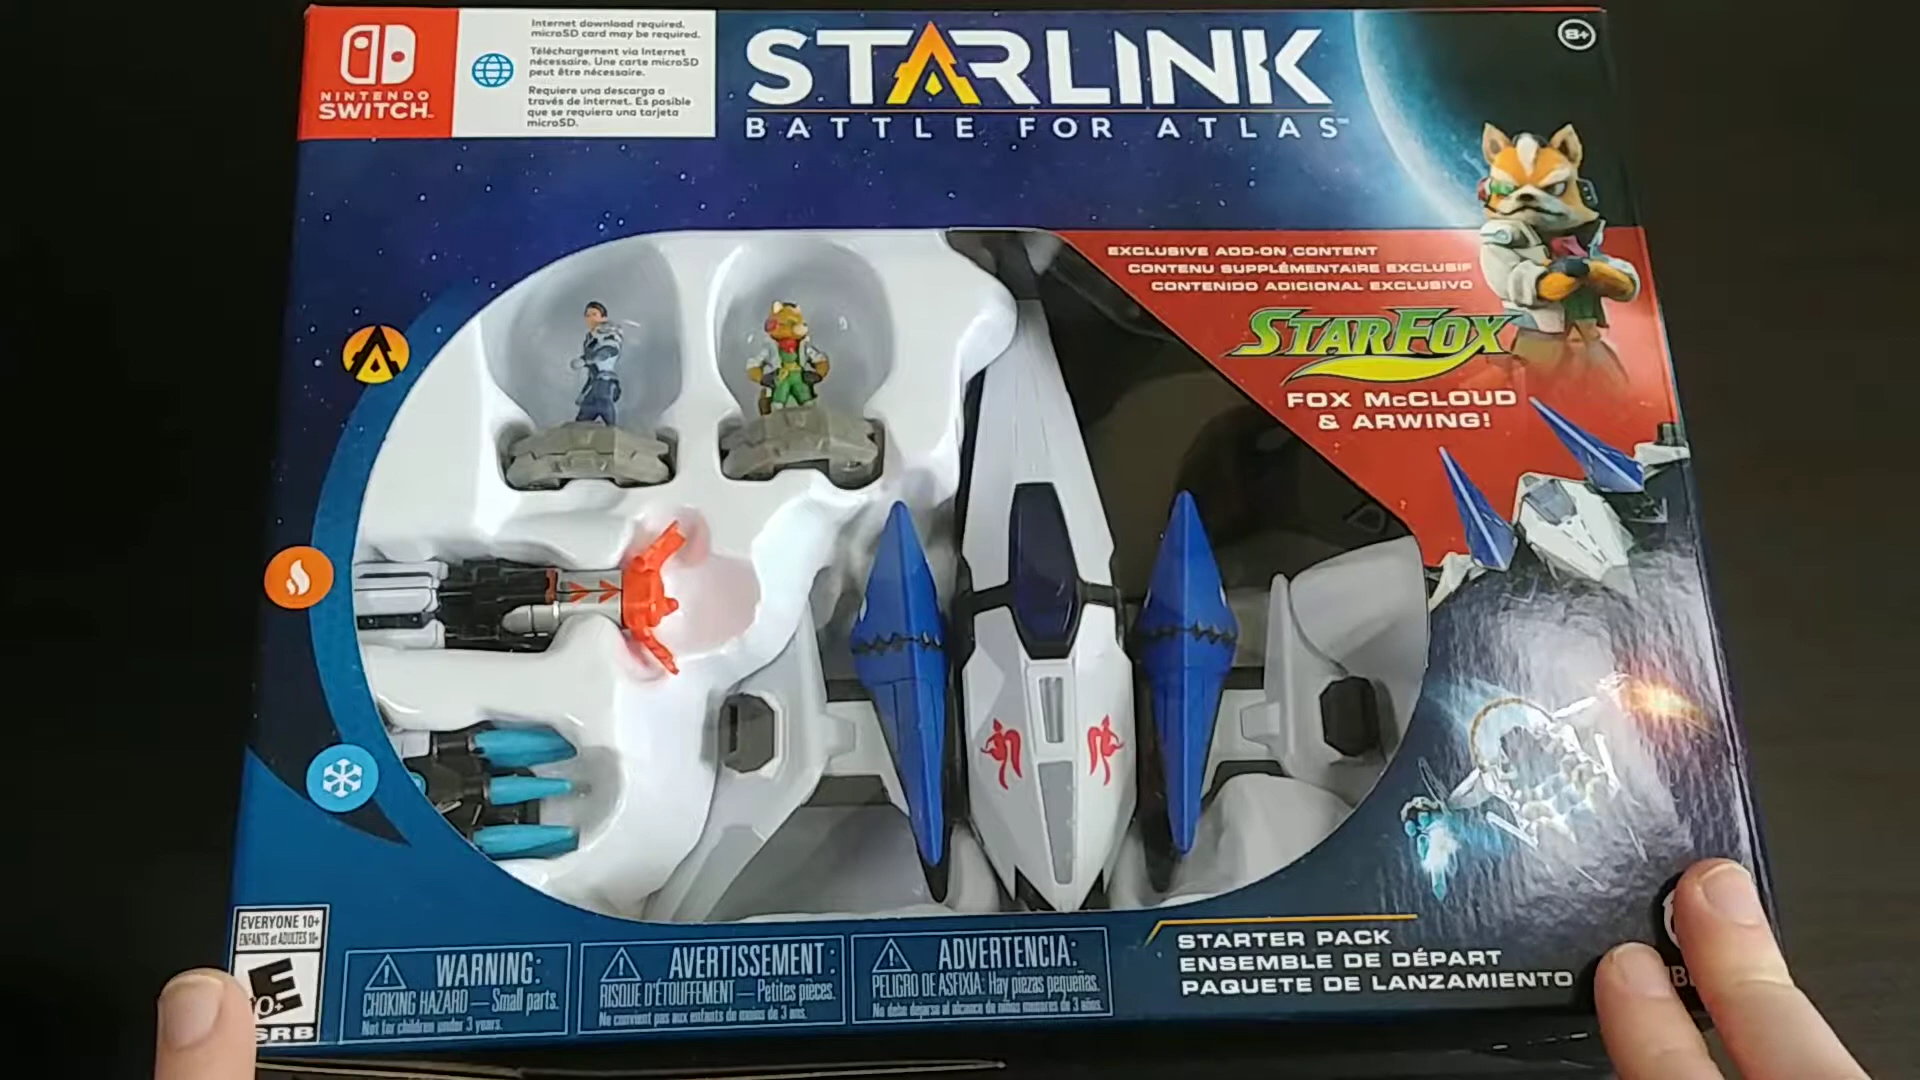 NINTENDO
SWITCH™
Internet download required.
microSD card may be required.
Téléchargement via Internet
nécessaire. Une carte microSD
peut être nécessaire.
Requiere una descarga a
través de internet. Es posible
que se requiera una tarjeta
microSD.
STARLINK
BATTLE FOR ATLAS™
8+
EXCLUSIVE ADD-ON CONTENT
CONTENU SUPPLÉMENTAIRE EXCLUSIF
CONTENIDO ADICIONAL EXCLUSIVO
STARFOX
FOX McCLOUD
& ARWING!
EVERYONE 10+
ENFANTS et ADULTES 10+
E
10+
ESRB
WARNING:
CHOKING HAZARD — Small parts.
Not for children under 3 years.
AVERTISSEMENT :
RISQUE D'ÉTOUFFEMENT — Petites pièces.
Ne convient pas aux enfants de moins de 3 ans.
ADVERTENCIA:
PELIGRO DE ASFIXIA: Hay piezas pequeñas.
No debe dejarse al alcance de niños menores de 3 años.
STARTER PACK
ENSEMBLE DE DÉPART
PAQUETE DE LANZAMIENTO